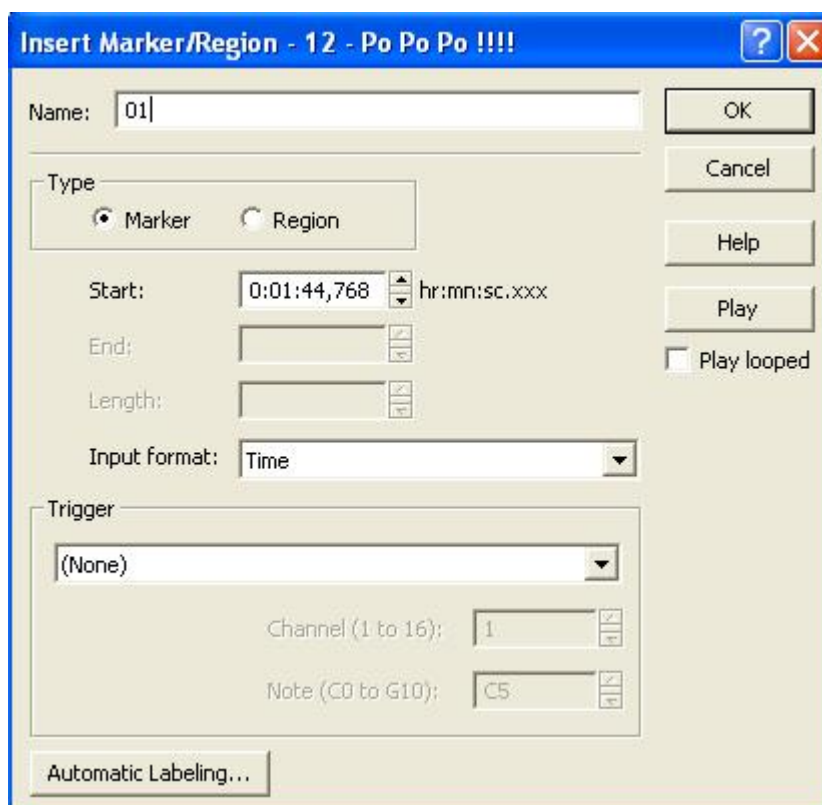 Insert Marker/Region - 12 - Po Po Po !!!!
Name: 01
OK
Cancel
Type
Marker Region
Help
Start: 0:01:44,768 hr:mn:sc.xxx
Play
End:
Play looped
Length:
Input format: Time
Trigger
(None)
Channel (1 to 16): 1
Note (C0 to G10): C5
Automatic Labeling...